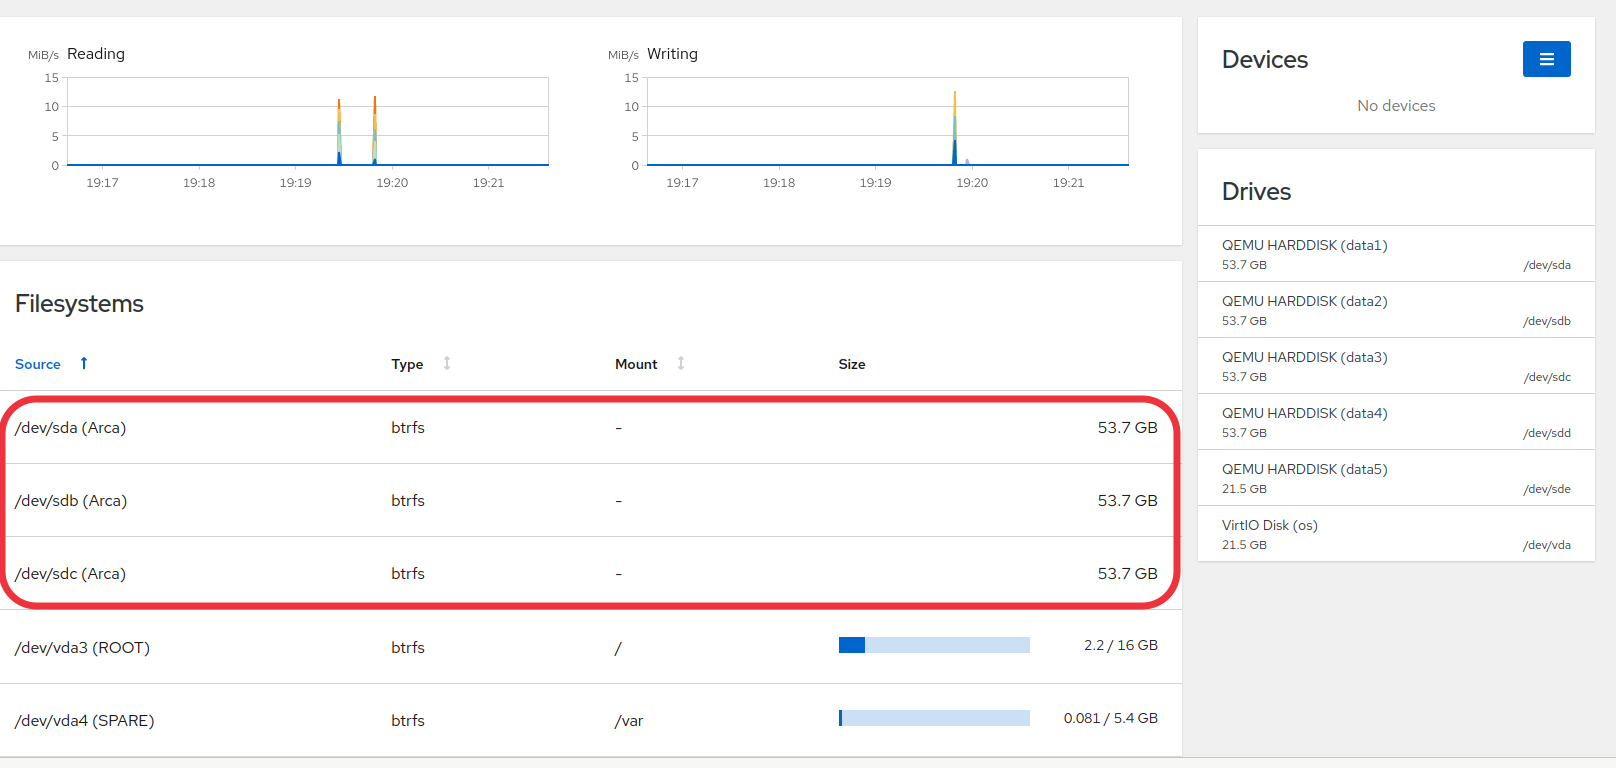 MiB/s Reading
15
10
5
0
19:17 19:18 19:19 19:20 19:21
MiB/s Writing
15
10
5
0
19:17 19:18 19:19 19:20 19:21
Filesystems
Source Type Mount Size
/dev/sda (Arca) btrfs - 53.7 GB
/dev/sdb (Arca) btrfs - 53.7 GB
/dev/sdc (Arca) btrfs - 53.7 GB
/dev/vda3 (ROOT) btrfs / 2.2 / 16 GB
/dev/vda4 (SPARE) btrfs /var 0.081 / 5.4 GB
Devices
No devices
Drives
QEMU HARDDISK (data1)
53.7 GB /dev/sda
QEMU HARDDISK (data2)
53.7 GB /dev/sdb
QEMU HARDDISK (data3)
53.7 GB /dev/sdc
QEMU HARDDISK (data4)
53.7 GB /dev/sdd
QEMU HARDDISK (data5)
21.5 GB /dev/sde
VirtIO Disk (os)
21.5 GB /dev/vda